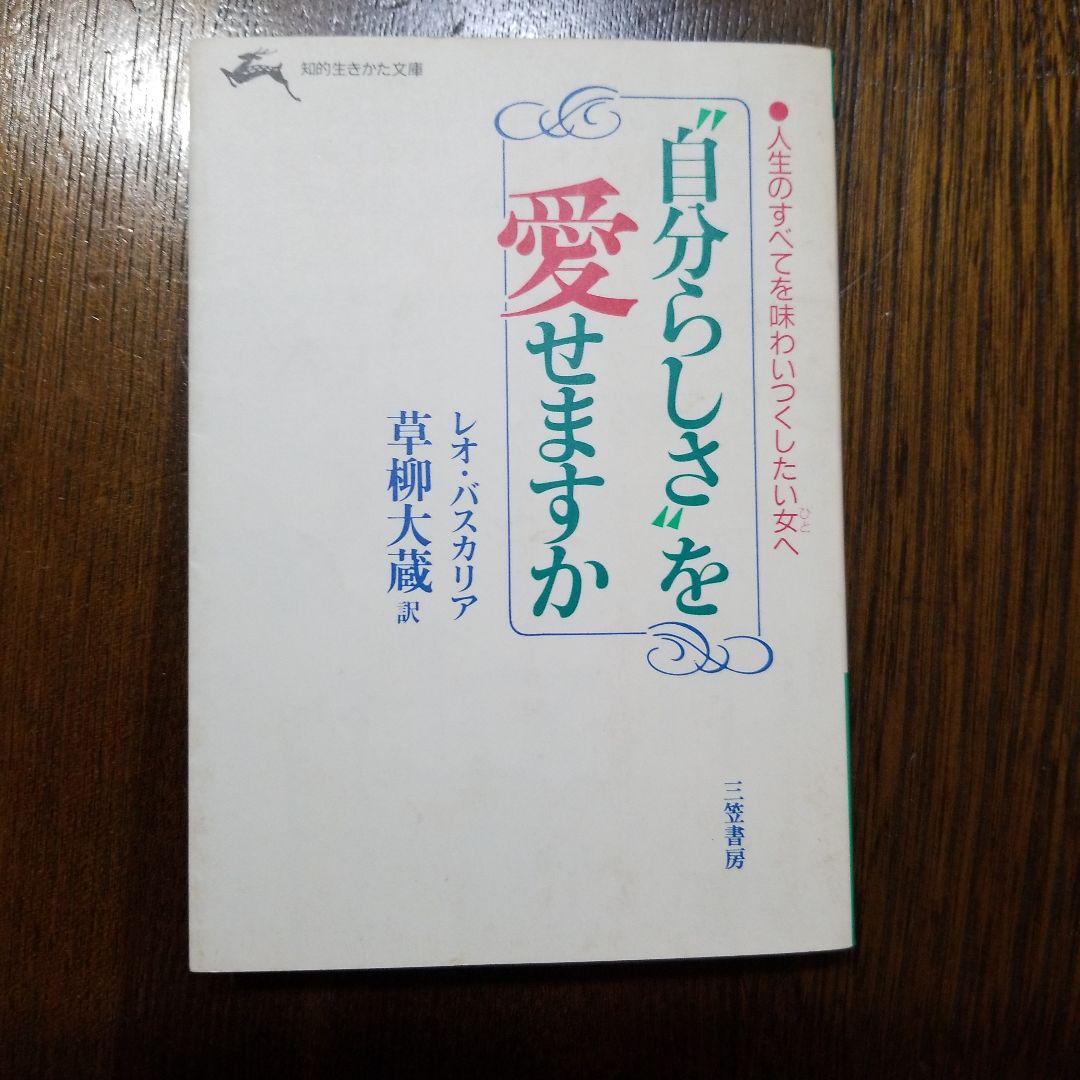 知的生きかた文庫
●人生のすべてを味わいつくしたい女へ
ひと
〝自分らしさ〟を
愛せますか
レオ・バスカリア
草柳大蔵 訳
三笠書房